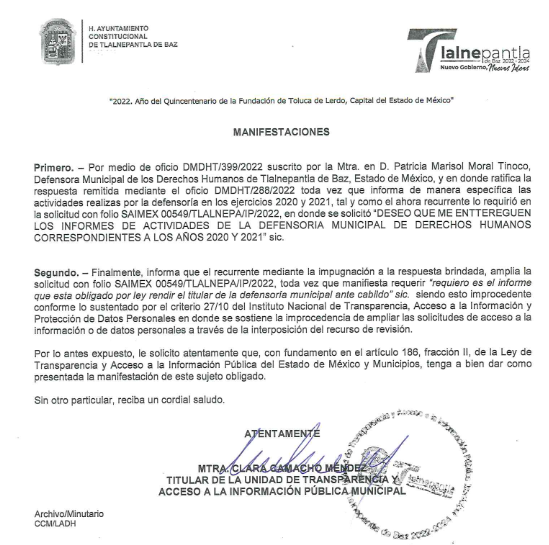 H. AYUNTAMIENTO
CONSTITUCIONAL
DE TLALNEPANTLA DE BAZ
Tlalnepantla
de Baz 2022 - 2024
Nuevo Gobierno, Nuevas Ideas
"2022. Año del Quincentenario de la Fundación de Toluca de Lerdo, Capital del Estado de México"
MANIFESTACIONES
Primero. – Por medio de oficio DMDHT/399/2022 suscrito por la Mtra. en D. Patricia Marisol Moral Tinoco,
Defensora Municipal de los Derechos Humanos de Tlalnepantla de Baz, Estado de México, y en donde ratifica la
respuesta remitida mediante el oficio DMDHT/288/2022 toda vez que informa de manera específica las
actividades realizas por la defensoría en los ejercicios 2020 y 2021, tal y como el ahora recurrente lo requirió en
la solicitud con folio SAIMEX 00549/TLALNEPA/IP/2022, en donde se solicitó "DESEO QUE ME ENTTEREGUEN
LOS INFORMES DE ACTIVIDADES DE LA DEFENSORIA MUNICIPAL DE DERECHOS HUMANOS
CORRESPONDIENTES A LOS AÑOS 2020 Y 2021" sic.
Segundo. – Finalmente, informa que el recurrente mediante la impugnación a la respuesta brindada, amplia la
solicitud con folio SAIMEX 00549/TLALNEPA/IP/2022, toda vez que manifiesta requerir "requiero es el informe
que esta obligado por ley rendir el titular de la defensoría municipal ante cablido" sic. siendo esto improcedente
conforme lo sustentado por el criterio 27/10 del Instituto Nacional de Transparencia, Acceso a la Información y
Protección de Datos Personales en donde se sostiene la improcedencia de ampliar las solicitudes de acceso a la
información o de datos personales a través de la interposición del recurso de revisión.
Por lo antes expuesto, le solicito atentamente que, con fundamento en el artículo 186, fracción II, de la Ley de
Transparencia y Acceso a la Información Pública del Estado de México y Municipios, tenga a bien dar como
presentada la manifestación de este sujeto obligado.
Sin otro particular, reciba un cordial saludo.
ATENTAMENTE
MTRA. CLARA CAMACHO MÉNDEZ
TITULAR DE LA UNIDAD DE TRANSPARENCIA Y
ACCESO A LA INFORMACIÓN PÚBLICA MUNICIPAL
de Transparencia y Acceso a la Información Pública
Tlalnepantla
de Baz 2022-2024
Archivo/Minutario
CCM/LADH